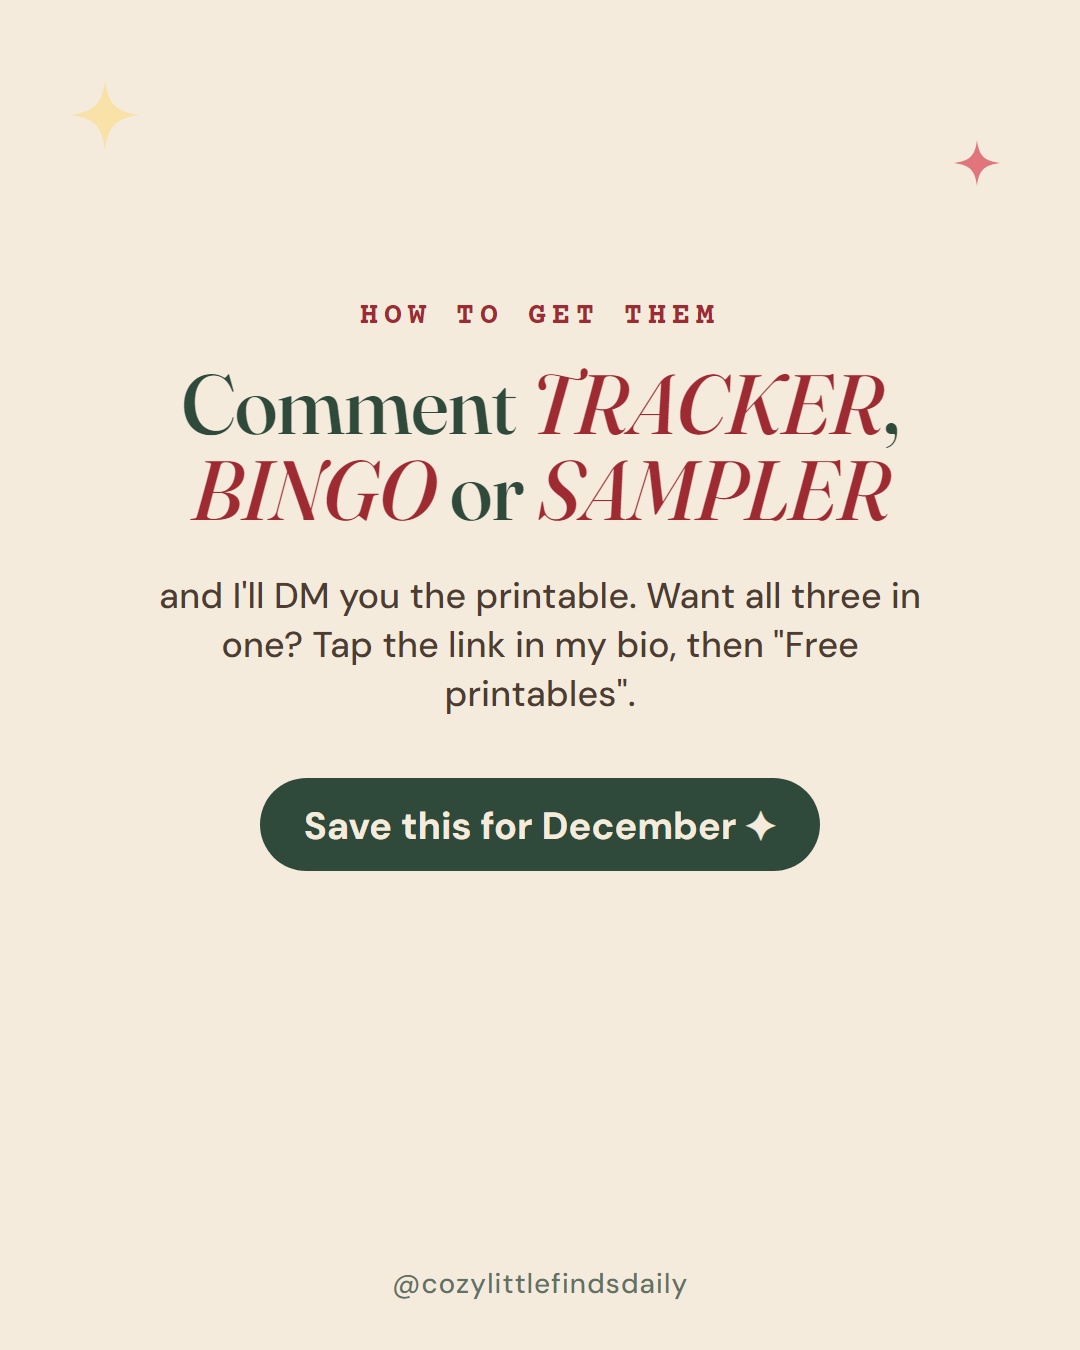 HOW TO GET THEM
Comment TRACKER,
BINGO or SAMPLER
and I'll DM you the printable. Want all three in
one? Tap the link in my bio, then "Free
printables".
Save this for December ✦
@cozylittlefindsdaily